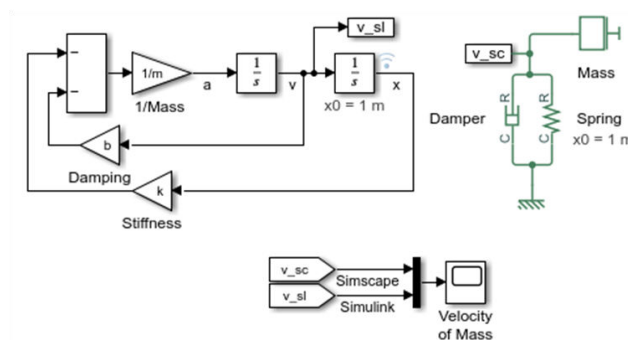 v_sl
1/m
1/Mass
a
1
s
v
1
s
x
x0 = 1 m
b
Damping
k
Stiffness
v_sc
Mass
Damper
R
C
R
C
Spring
x0 = 1 m
v_sc
Simscape
v_sl
Simulink
Velocity
of Mass